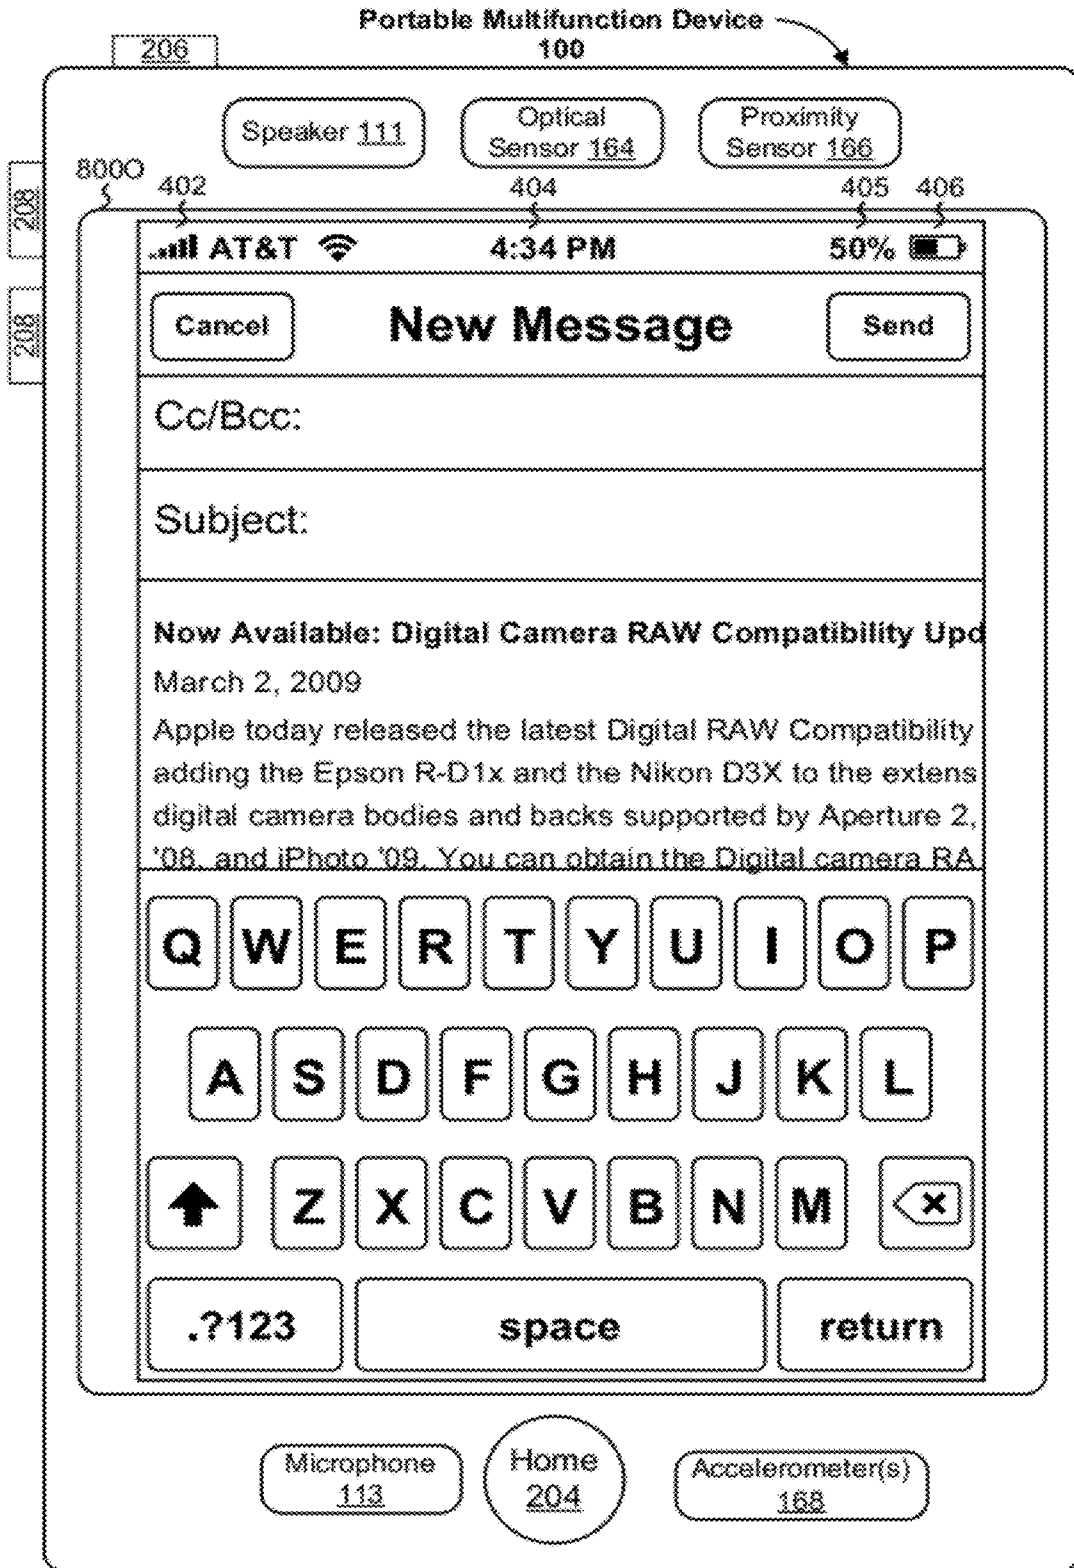 Portable Multifunction Device
100
206
Speaker 111
Optical
Sensor 164
Proximity
Sensor 166
208
208
800O
402
404
405
406
AT&T
4:34 PM
50%
Cancel
New Message
Send
Cc/Bcc:
Subject:
Now Available: Digital Camera RAW Compatibility Upd
March 2, 2009
Apple today released the latest Digital RAW Compatibility
adding the Epson R-D1x and the Nikon D3X to the extens
digital camera bodies and backs supported by Aperture 2,
'08, and iPhoto '09. You can obtain the Digital camera RA
Q W E R T Y U I O P
A S D F G H J K L
Z X C V B N M
.?123
space
return
Microphone
113
Home
204
Accelerometer(s)
168